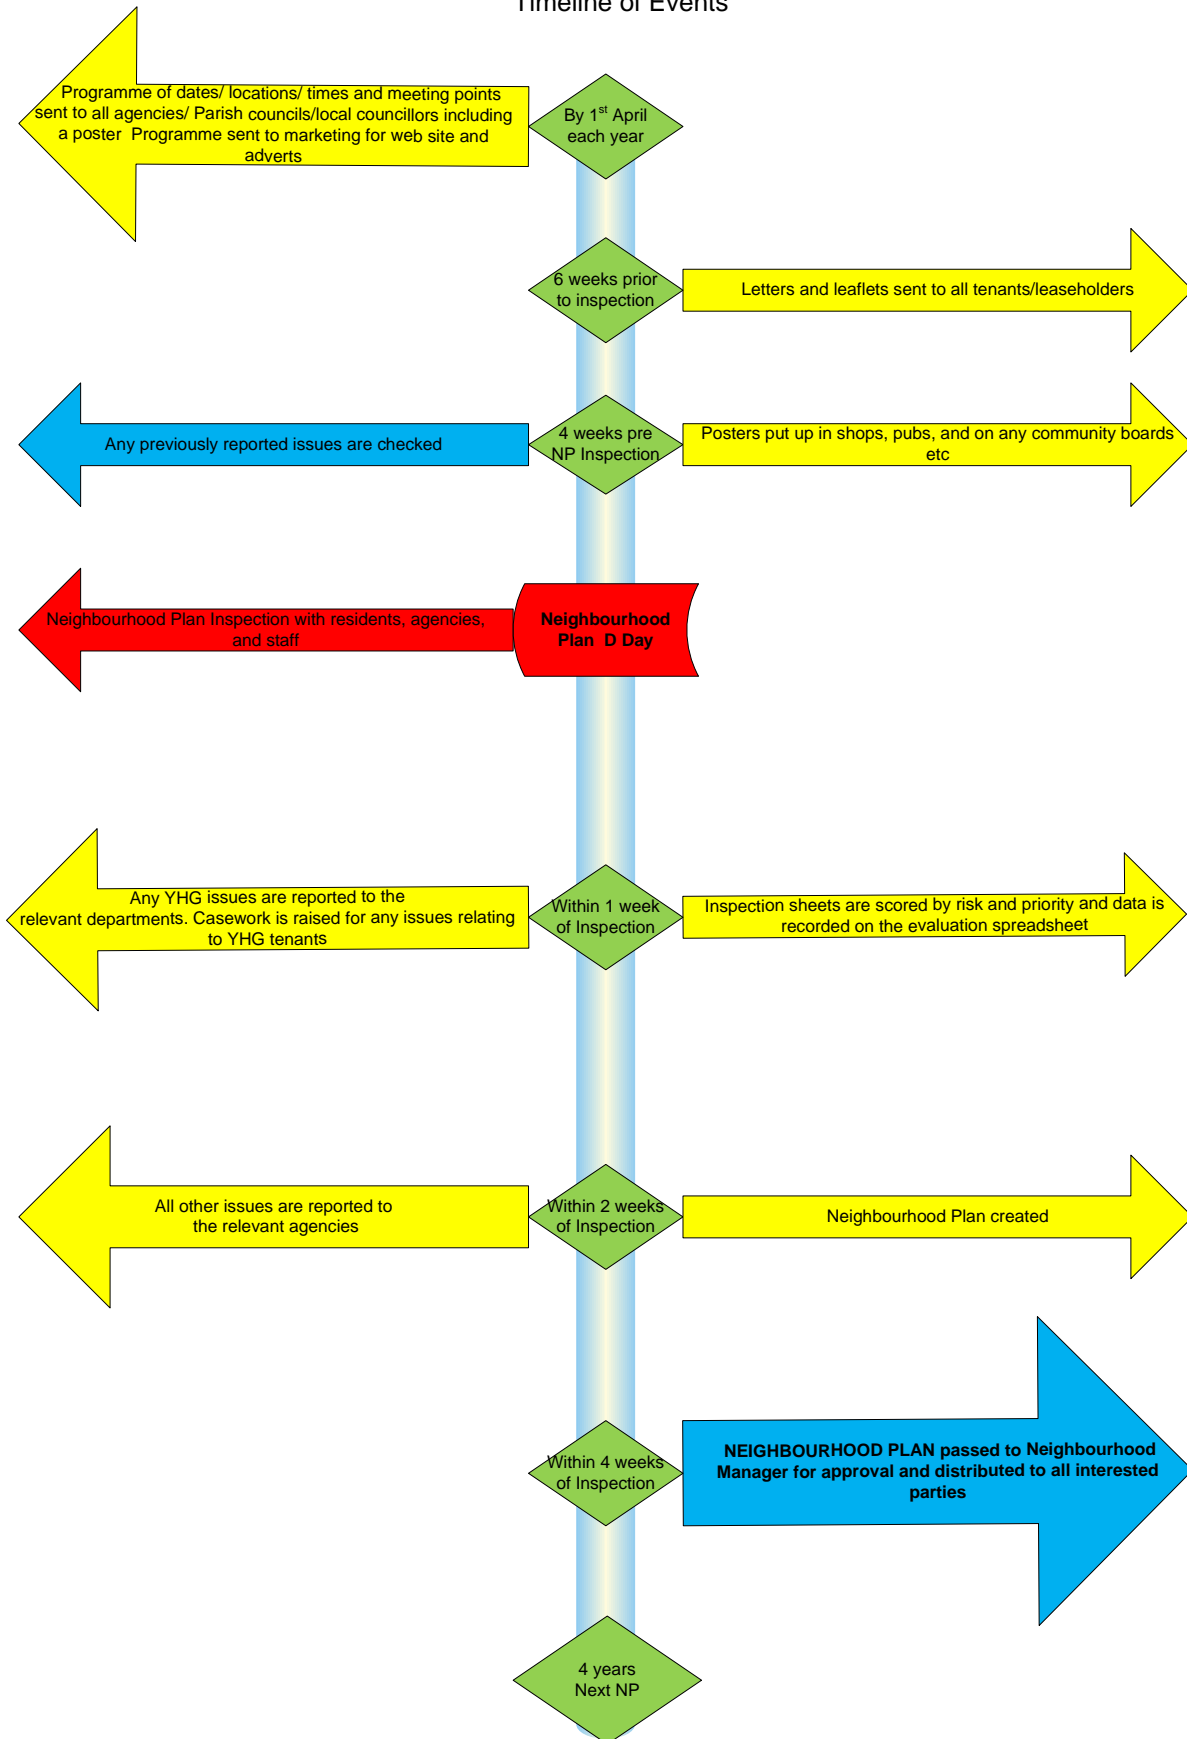 Timeline of Events
Programme of dates/ locations/ times and meeting points
sent to all agencies/ Parish councils/local councillors including
a poster  Programme sent to marketing for web site and
adverts
By 1st April
each year
6 weeks prior
to inspection
Letters and leaflets sent to all tenants/leaseholders
Any previously reported issues are checked
4 weeks pre
NP Inspection
Posters put up in shops, pubs, and on any community boards
etc
Neighbourhood Plan Inspection with residents, agencies,
and staff
Neighbourhood
Plan  D Day
Any YHG issues are reported to the
relevant departments. Casework is raised for any issues relating
to YHG tenants
Within 1 week
of Inspection
Inspection sheets are scored by risk and priority and data is
recorded on the evaluation spreadsheet
All other issues are reported to
the relevant agencies
Within 2 weeks
of Inspection
Neighbourhood Plan created
Within 4 weeks
of Inspection
NEIGHBOURHOOD PLAN passed to Neighbourhood
Manager for approval and distributed to all interested
parties
4 years
Next NP